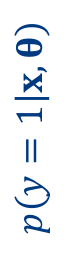 p(y = 1|𝐱, 𝛉)